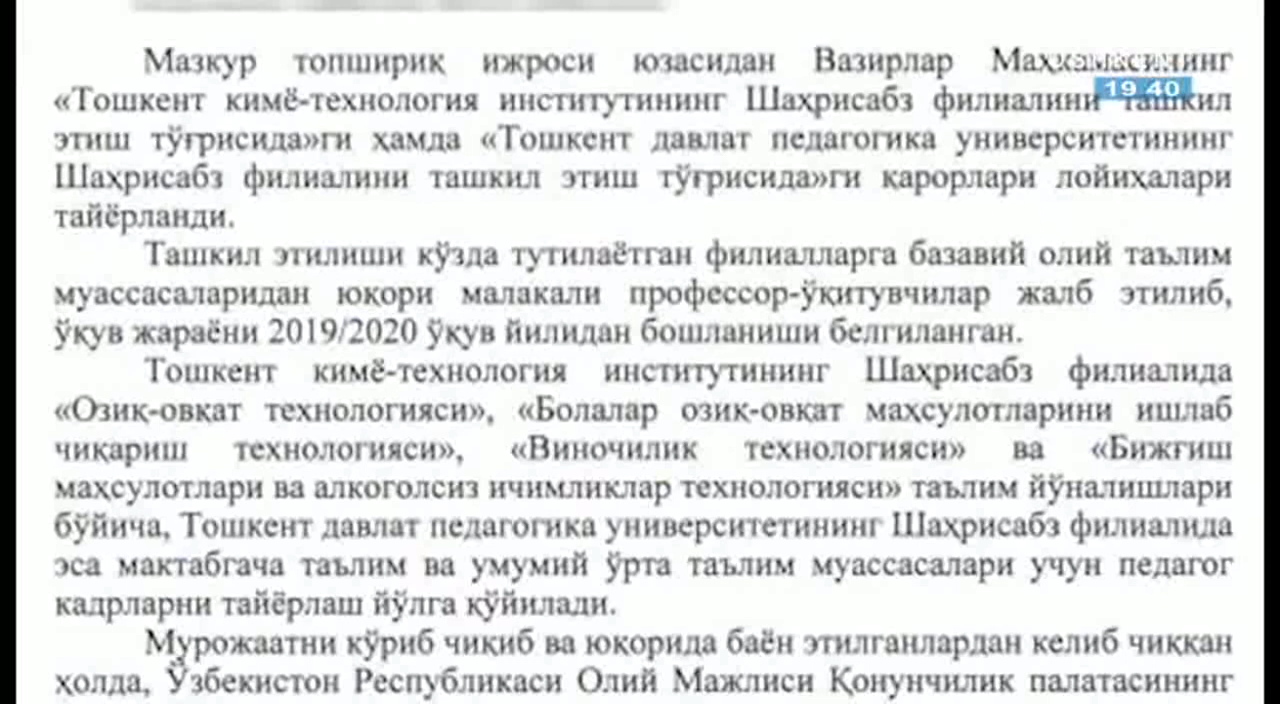 Мазкур топшириқ ижроси юзасидан Вазирлар Маҳкамасининг
19 40
«Тошкент кимё-технология институтининг Шаҳрисабз филиалини ташкил
этиш тўғрисида»ги ҳамда «Тошкент давлат педагогика университетининг
Шаҳрисабз филиалини ташкил этиш тўғрисида»ги қарорлари лойиҳалари
тайёрланди.
Ташкил этилиши кўзда тутилаётган филиалларга базавий олий таълим
муассасаларидан юқори малакали профессор-ўқитувчилар жалб этилиб,
ўқув жараёни 2019/2020 ўқув йилидан бошланиши белгиланган.
Тошкент кимё-технология институтининг Шаҳрисабз филиалида
«Озиқ-овқат технологияси», «Болалар озиқ-овқат маҳсулотларини ишлаб
чиқариш технологияси», «Виночилик технологияси» ва «Бижғиш
маҳсулотлари ва алкоголсиз ичимликлар технологияси» таълим йўналишлари
бўйича, Тошкент давлат педагогика университетининг Шаҳрисабз филиалида
эса мактабгача таълим ва умумий ўрта таълим муассасалари учун педагог
кадрларни тайёрлаш йўлга қўйилади.
Мурожаатни кўриб чиқиб ва юқорида баён этилганлардан келиб чиққан
ҳолда, Ўзбекистон Республикаси Олий Мажлиси Қонунчилик палатасининг